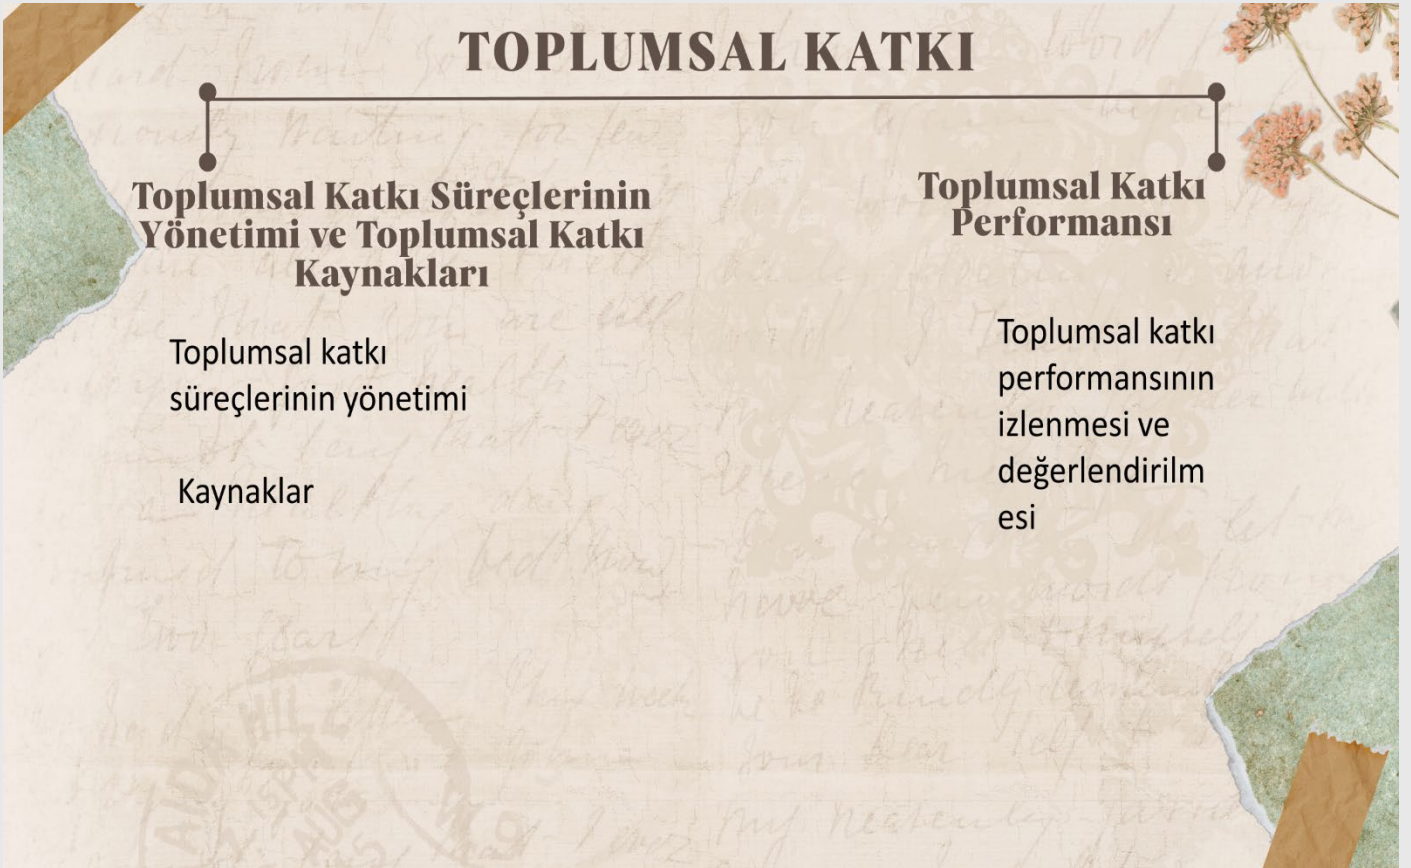 TOPLUMSAL KATKI
Toplumsal Katkı Süreçlerinin
Yönetimi ve Toplumsal Katkı
Kaynakları
Toplumsal katkı
süreçlerinin yönetimi
Kaynaklar
Toplumsal Katkı
Performansı
Toplumsal katkı
performansının
izlenmesi ve
değerlendirilm
esi